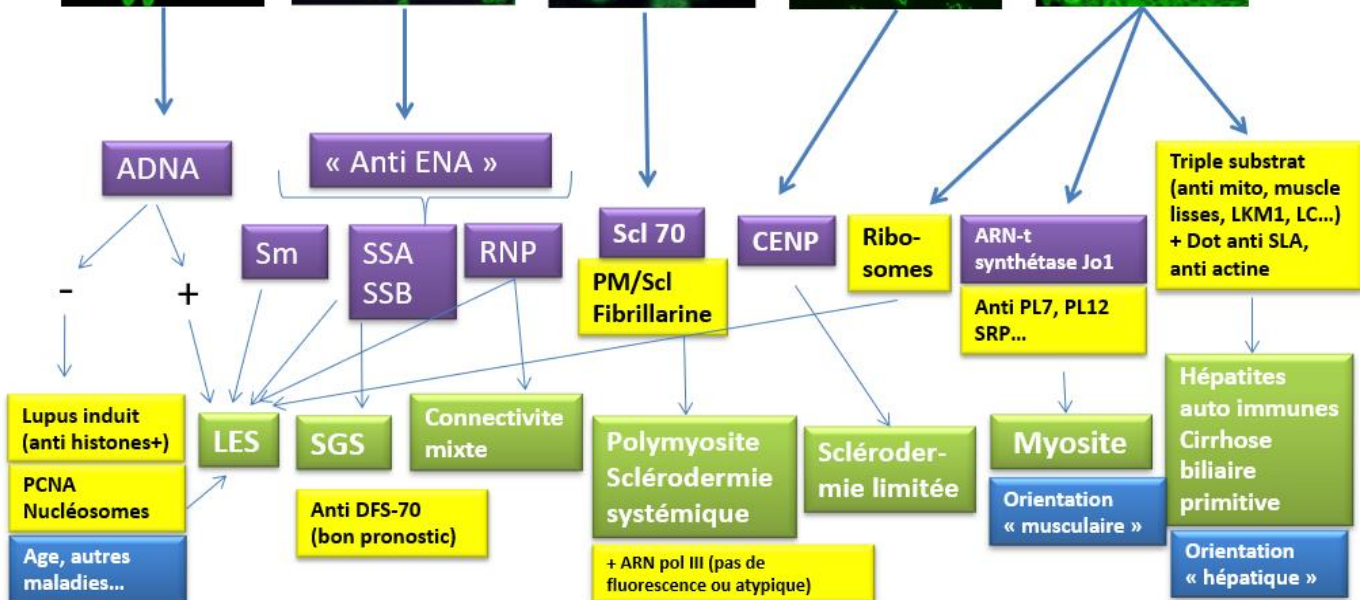 ADNA
« Anti ENA »
Triple substrat
(anti mito, muscle
lisses, LKM1, LC...)
+ Dot anti SLA,
anti actine
Sm
SSA
SSB
RNP
Scl 70
PM/Scl
Fibrillarine
CENP
Ribo-
somes
ARN-t
synthétase Jo1
Anti PL7, PL12
SRP...
-
+
Lupus induit
(anti histones+)
PCNA
Nucléosomes
Age, autres
maladies...
LES
SGS
Anti DFS-70
(bon pronostic)
Connectivite
mixte
Polymyosite
Sclérodermie
systémique
+ ARN pol III (pas de
fluorescence ou atypique)
Scléroder-
mie limitée
Myosite
Orientation
« musculaire »
Hépatites
auto immunes
Cirrhose
biliaire
primitive
Orientation
« hépatique »